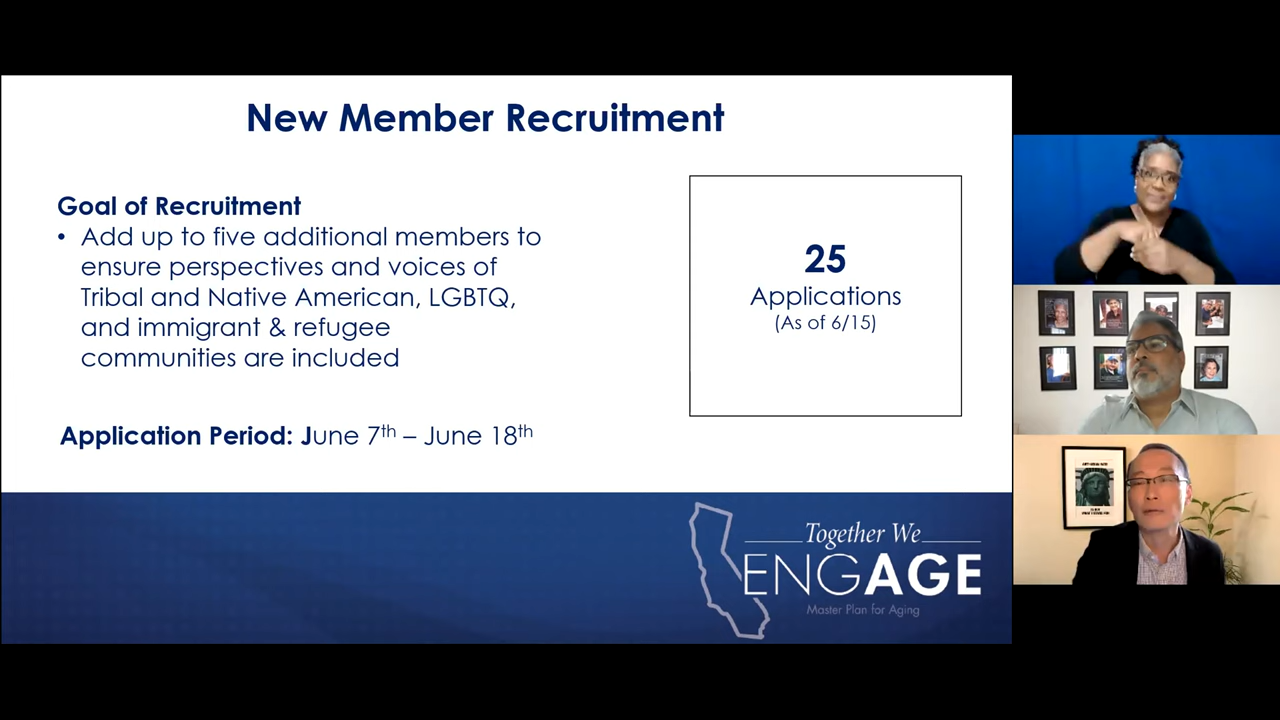 New Member Recruitment
Goal of Recruitment
• Add up to five additional members to
ensure perspectives and voices of
Tribal and Native American, LGBTQ,
and immigrant & refugee
communities are included
Application Period: June 7th – June 18th
25
Applications
(As of 6/15)
Together We
ENGAGE
Master Plan for Aging